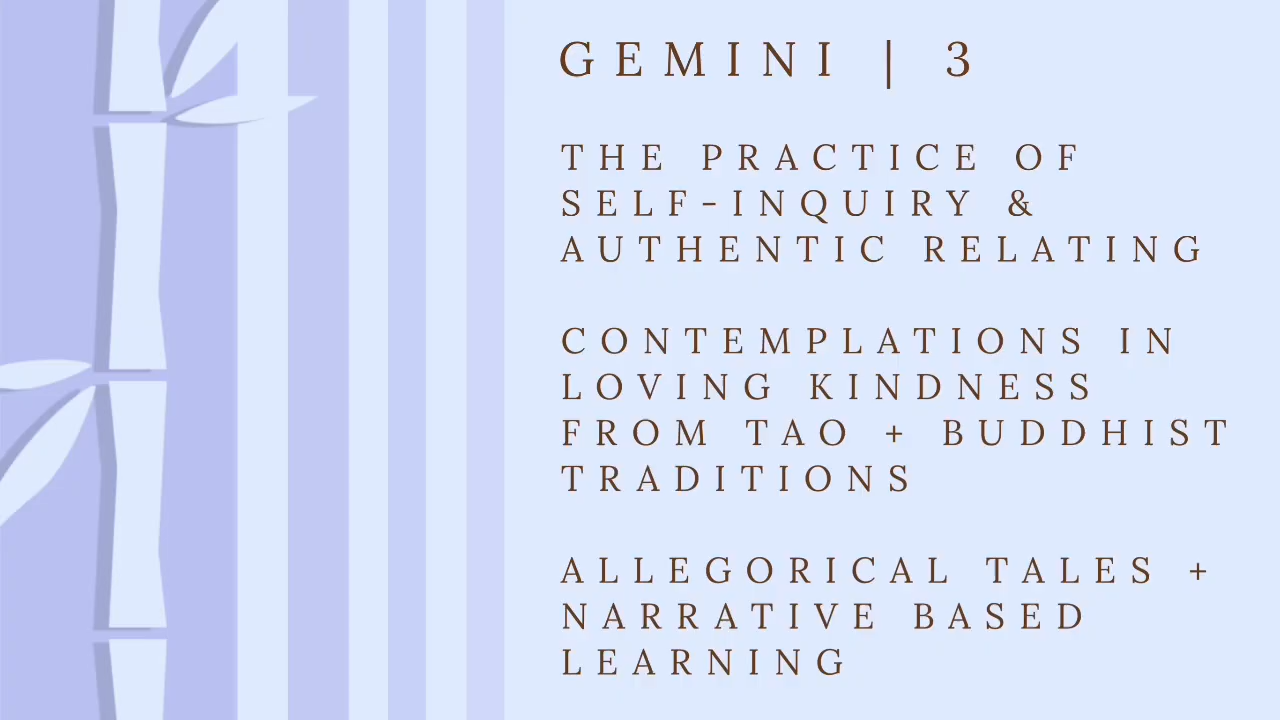 GEMINI | 3
THE PRACTICE OF
SELF-INQUIRY &
AUTHENTIC RELATING
CONTEMPLATIONS IN
LOVING KINDNESS
FROM TAO + BUDDHIST
TRADITIONS
ALLEGORICAL TALES +
NARRATIVE BASED
LEARNING